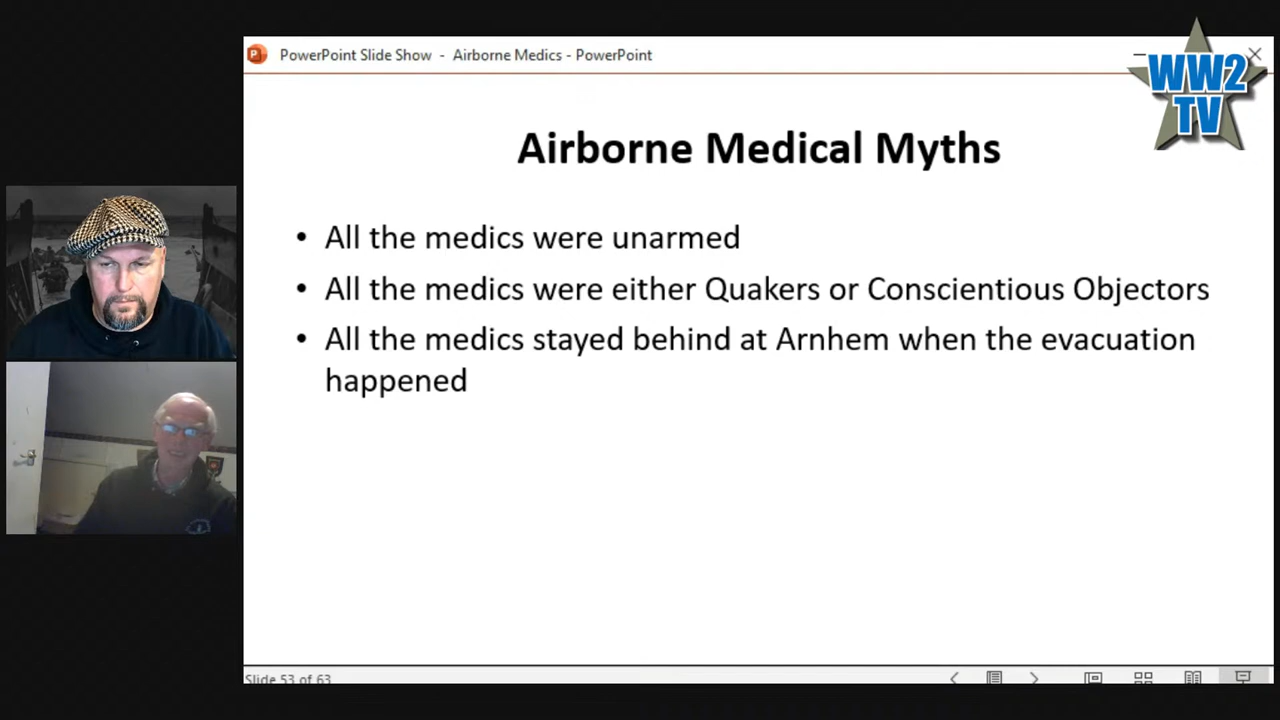 PowerPoint Slide Show - Airborne Medics - PowerPoint
WW2
TV
Airborne Medical Myths
• All the medics were unarmed
• All the medics were either Quakers or Conscientious Objectors
• All the medics stayed behind at Arnhem when the evacuation
happened
Slide 53 of 63